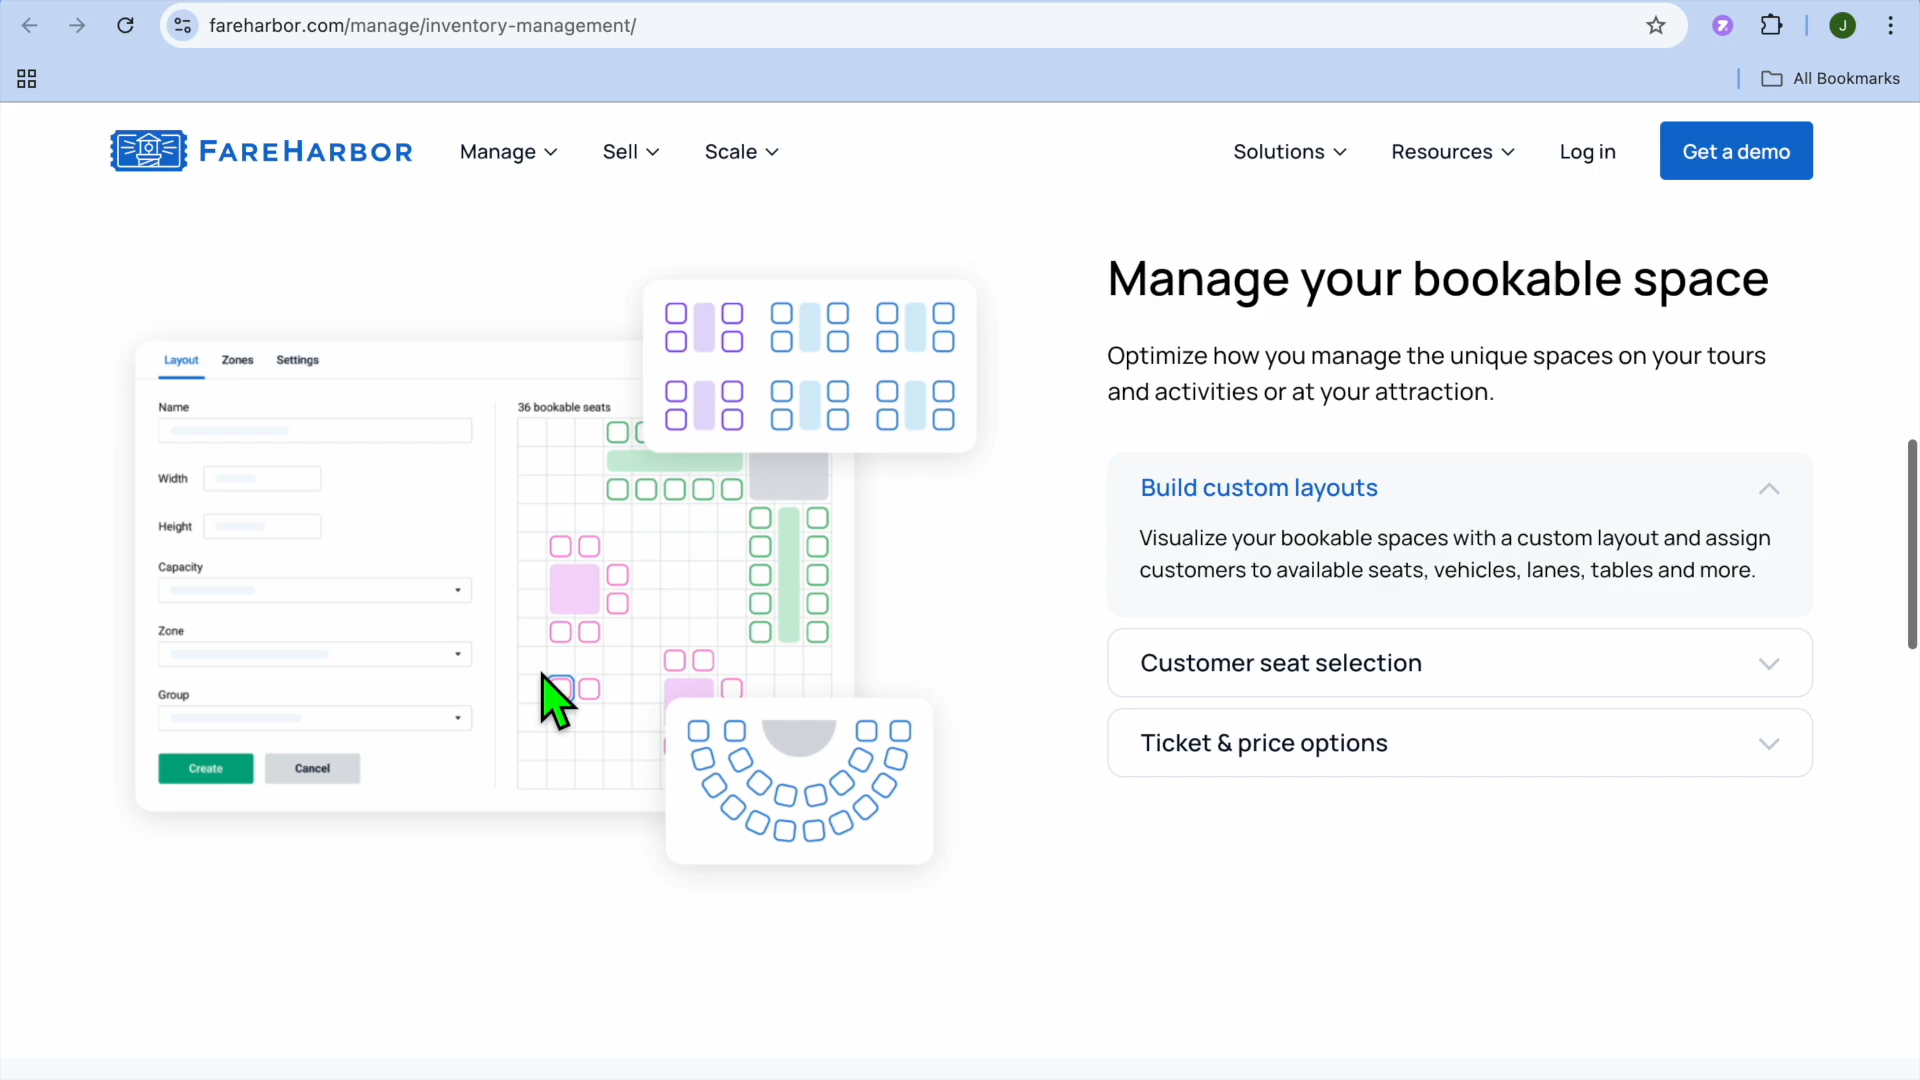 fareharbor.com/manage/inventory-management/
J
All Bookmarks
FAREHARBOR
Manage
Sell
Scale
Solutions
Resources
Log in
Get a demo
Layout
Zones
Settings
Name
Width
Height
Capacity
Zone
Group
Create
Cancel
36 bookable seats
Manage your bookable space
Optimize how you manage the unique spaces on your tours
and activities or at your attraction.
Build custom layouts
Visualize your bookable spaces with a custom layout and assign
customers to available seats, vehicles, lanes, tables and more.
Customer seat selection
Ticket & price options